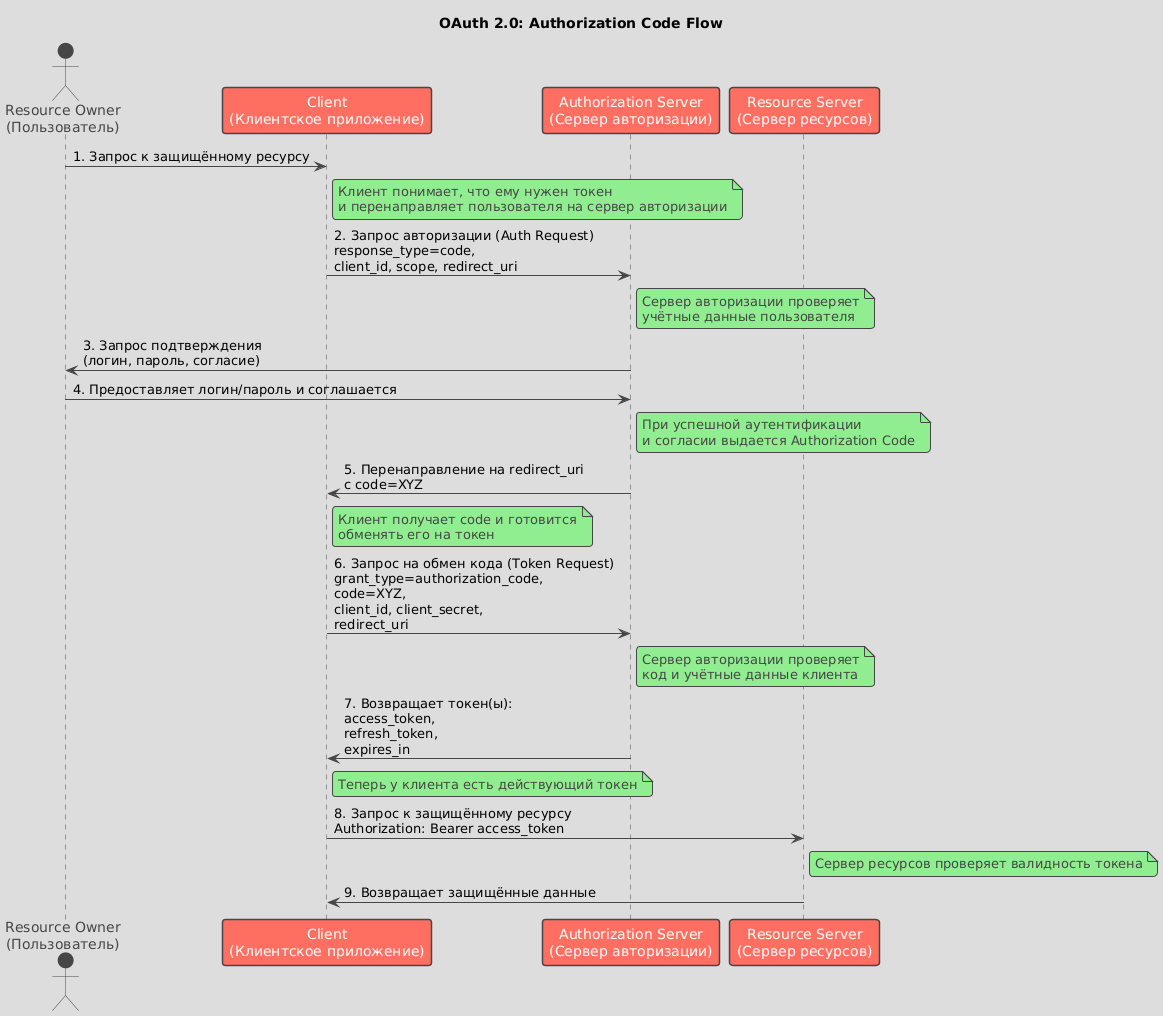 OAuth 2.0: Authorization Code Flow
Resource Owner
(Пользователь)
Client
(Клиентское приложение)
Authorization Server
(Сервер авторизации)
Resource Server
(Сервер ресурсов)
1. Запрос к защищённому ресурсу
Клиент понимает, что ему нужен токен
и перенаправляет пользователя на сервер авторизации
2. Запрос авторизации (Auth Request)
response_type=code,
client_id, scope, redirect_uri
Сервер авторизации проверяет
учётные данные пользователя
3. Запрос подтверждения
(логин, пароль, согласие)
4. Предоставляет логин/пароль и соглашается
При успешной аутентификации
и согласии выдается Authorization Code
5. Перенаправление на redirect_uri
с code=XYZ
Клиент получает code и готовится
обменять его на токен
6. Запрос на обмен кода (Token Request)
grant_type=authorization_code,
code=XYZ,
client_id, client_secret,
redirect_uri
Сервер авторизации проверяет
код и учётные данные клиента
7. Возвращает токен(ы):
access_token,
refresh_token,
expires_in
Теперь у клиента есть действующий токен
8. Запрос к защищённому ресурсу
Authorization: Bearer access_token
Сервер ресурсов проверяет валидность токена
9. Возвращает защищённые данные
Resource Owner
(Пользователь)
Client
(Клиентское приложение)
Authorization Server
(Сервер авторизации)
Resource Server
(Сервер ресурсов)